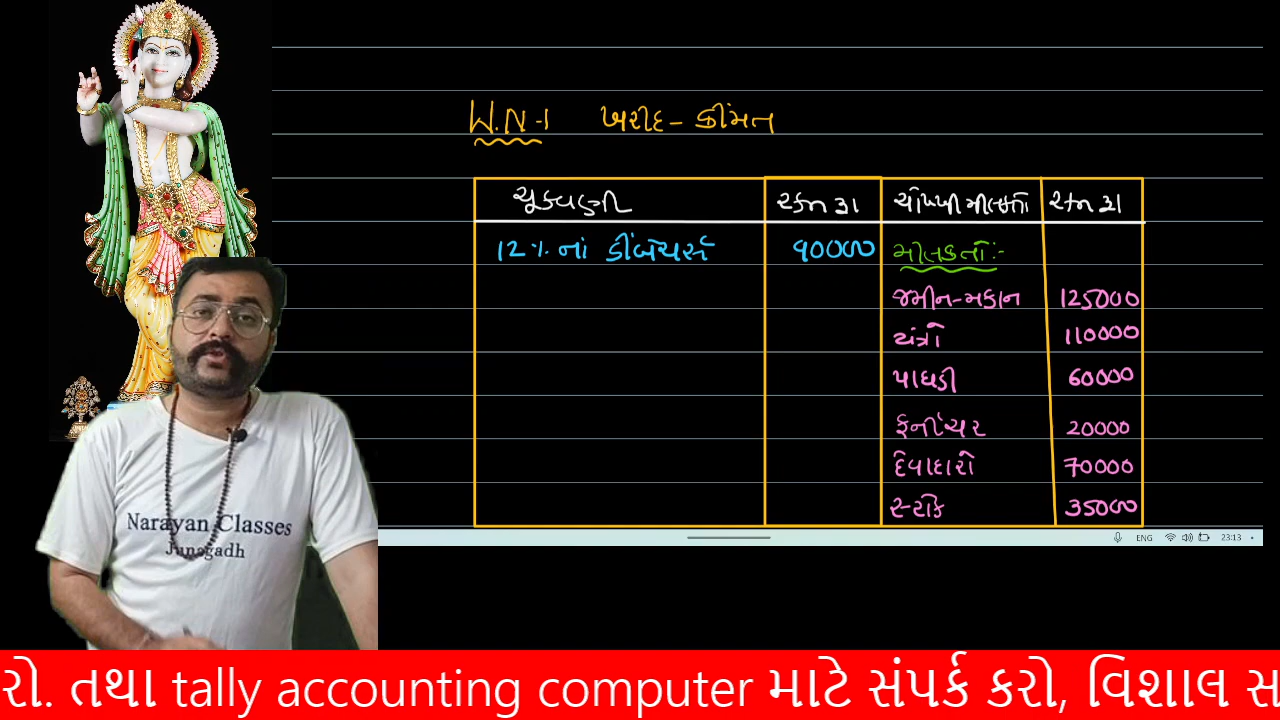 W.N-1 ખરીદ-કીંમત
ચૂકવણી રકમ રૂા ચોખ્ખી મીલકતો રકમ રૂા
12% નાં ડીબેંચર્સ 90000 મીલકતો:-
જમીન-મકાન 125000
યંત્રો 110000
પાઘડી 60000
ફર્નીચર 20000
દેવાદારો 70000
સ્ટોક 35000
Narayan Classes
Junagadh
ENG 23:13
રો. તથા tally accounting computer માટે સંપર્ક કરો, વિશાલ સ